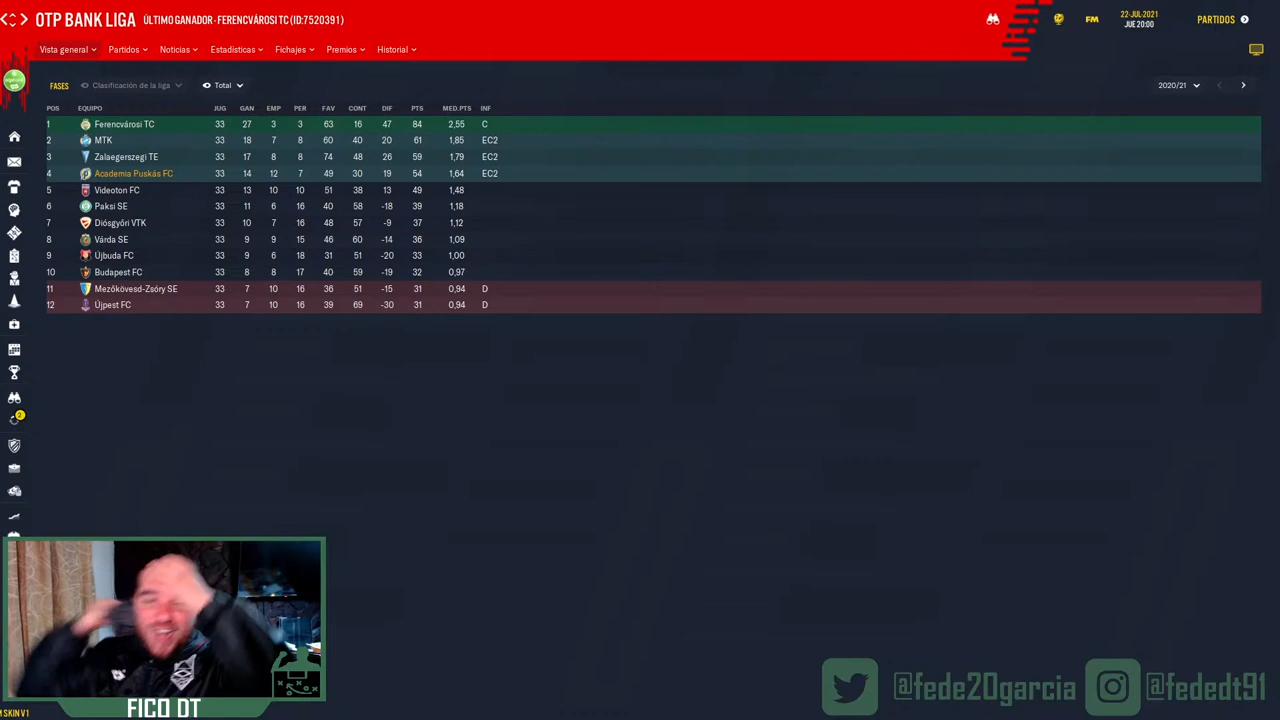 OTP BANK LIGA ÚLTIMO GANADOR - FERENCVÁROSI TC (ID:7520391) FM 22-JUL-2021 JUE 20:00 PARTIDOS
Vista general Partidos Noticias Estadísticas Fichajes Premios Historial
FASES Clasificación de la liga Total 2020/21
POS EQUIPO JUG GAN EMP PER FAV CONT DIF PTS MED.PTS INF
1 Ferencvárosi TC 33 27 3 3 63 16 47 84 2,55 C
2 MTK 33 18 7 8 60 40 20 61 1,85 EC2
3 Zalaegerszegi TE 33 17 8 8 74 48 26 59 1,79 EC2
4 Academia Puskás FC 33 14 12 7 49 30 19 54 1,64 EC2
5 Videoton FC 33 13 10 10 51 38 13 49 1,48
6 Paksi SE 33 11 6 16 40 58 -18 39 1,18
7 Diósgyőri VTK 33 10 7 16 48 57 -9 37 1,12
8 Várda SE 33 9 9 15 46 60 -14 36 1,09
9 Újbuda FC 33 9 6 18 31 51 -20 33 1,00
10 Budapest FC 33 8 8 17 40 59 -19 32 0,97
11 Mezőkövesd-Zsóry SE 33 7 10 16 36 51 -15 31 0,94 D
12 Újpest FC 33 7 10 16 39 69 -30 31 0,94 D
2
FICO DT
@fede20garcia @fededt91
SKIN V1